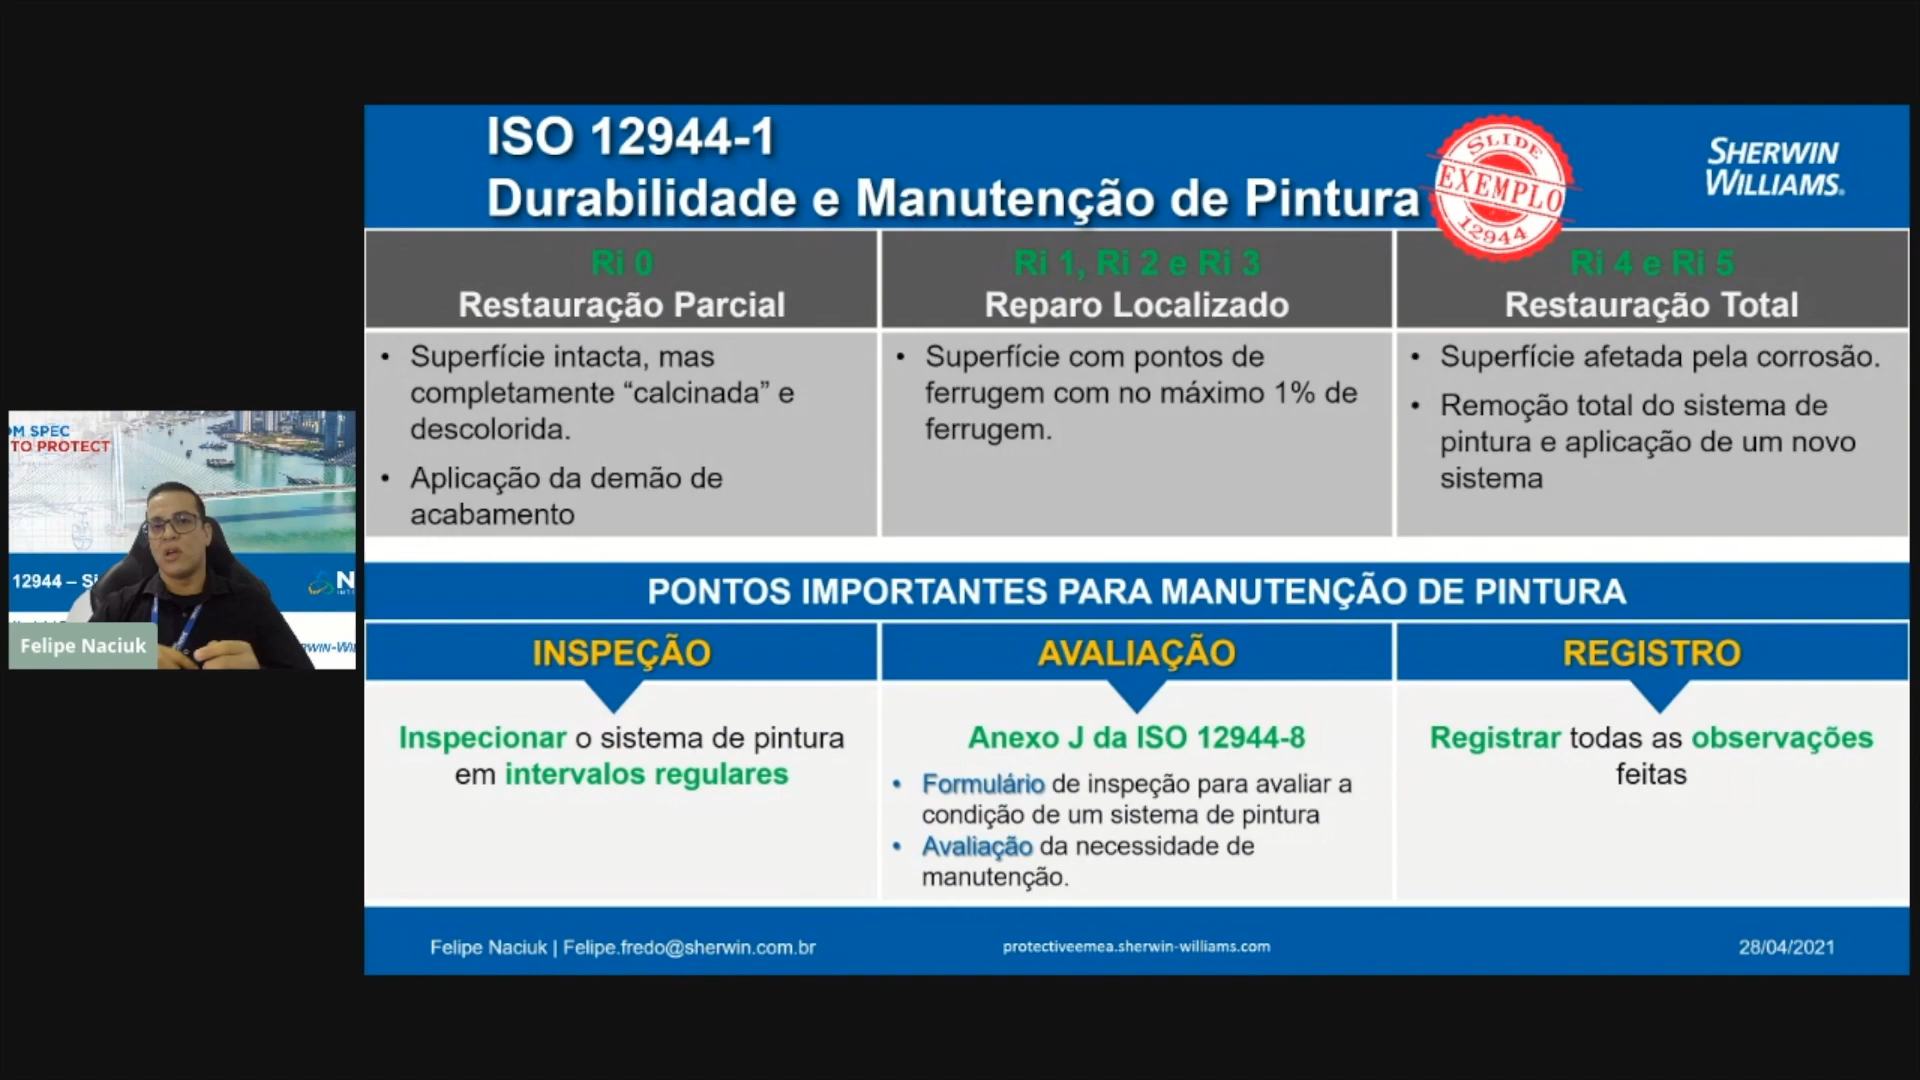 ISO 12944-1
Durabilidade e Manutenção de Pintura
SLIDE
EXEMPLO
12944
SHERWIN
WILLIAMS.
Ri 0
Restauração Parcial
Ri 1, Ri 2 e Ri 3
Reparo Localizado
Ri 4 e Ri 5
Restauração Total
• Superfície intacta, mas
completamente “calcinada” e
descolorida.
• Aplicação da demão de
acabamento
• Superfície com pontos de
ferrugem com no máximo 1% de
ferrugem.
• Superfície afetada pela corrosão.
• Remoção total do sistema de
pintura e aplicação de um novo
sistema
M SPEC
TO PROTECT
12944 – Si
N
Felipe Naciuk
WIN-WI
PONTOS IMPORTANTES PARA MANUTENÇÃO DE PINTURA
INSPEÇÃO
Inspecionar o sistema de pintura
em intervalos regulares
AVALIAÇÃO
Anexo J da ISO 12944-8
• Formulário de inspeção para avaliar a
condição de um sistema de pintura
• Avaliação da necessidade de
manutenção.
REGISTRO
Registrar todas as observações
feitas
Felipe Naciuk | Felipe.fredo@sherwin.com.br
protectiveemea.sherwin-williams.com
28/04/2021